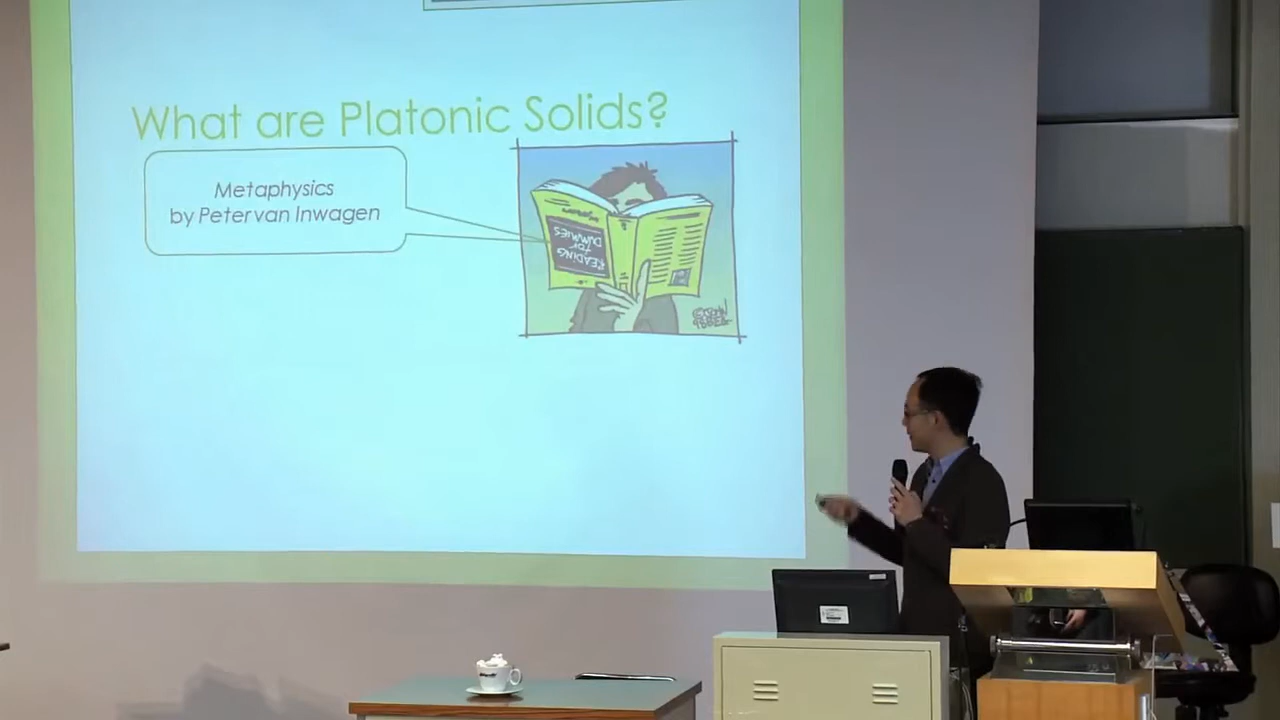 What are Platonic Solids?
Metaphysics
by Peter van Inwagen
READING
FOR
DUMMIES